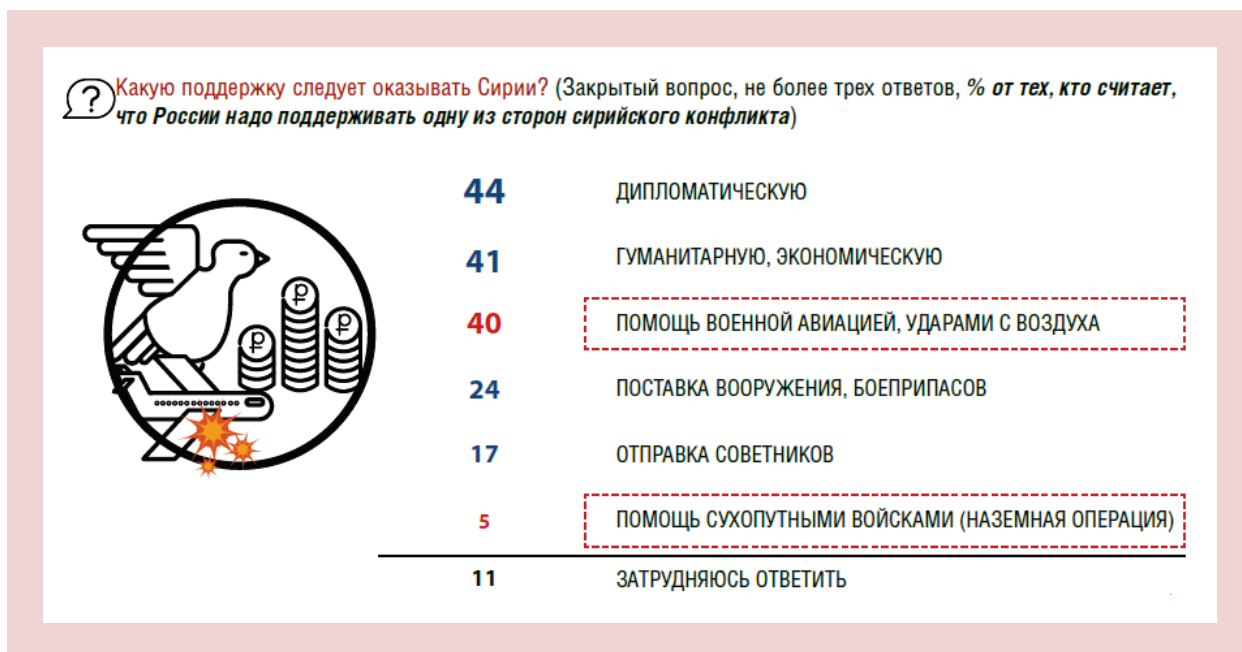 ?
Какую поддержку следует оказывать Сирии? (Закрытый вопрос, не более трех ответов, % от тех, кто считает,
что России надо поддерживать одну из сторон сирийского конфликта)
44 ДИПЛОМАТИЧЕСКУЮ
41 ГУМАНИТАРНУЮ, ЭКОНОМИЧЕСКУЮ
40 ПОМОЩЬ ВОЕННОЙ АВИАЦИЕЙ, УДАРАМИ С ВОЗДУХА
24 ПОСТАВКА ВООРУЖЕНИЯ, БОЕПРИПАСОВ
17 ОТПРАВКА СОВЕТНИКОВ
5 ПОМОЩЬ СУХОПУТНЫМИ ВОЙСКАМИ (НАЗЕМНАЯ ОПЕРАЦИЯ)
11 ЗАТРУДНЯЮСЬ ОТВЕТИТЬ